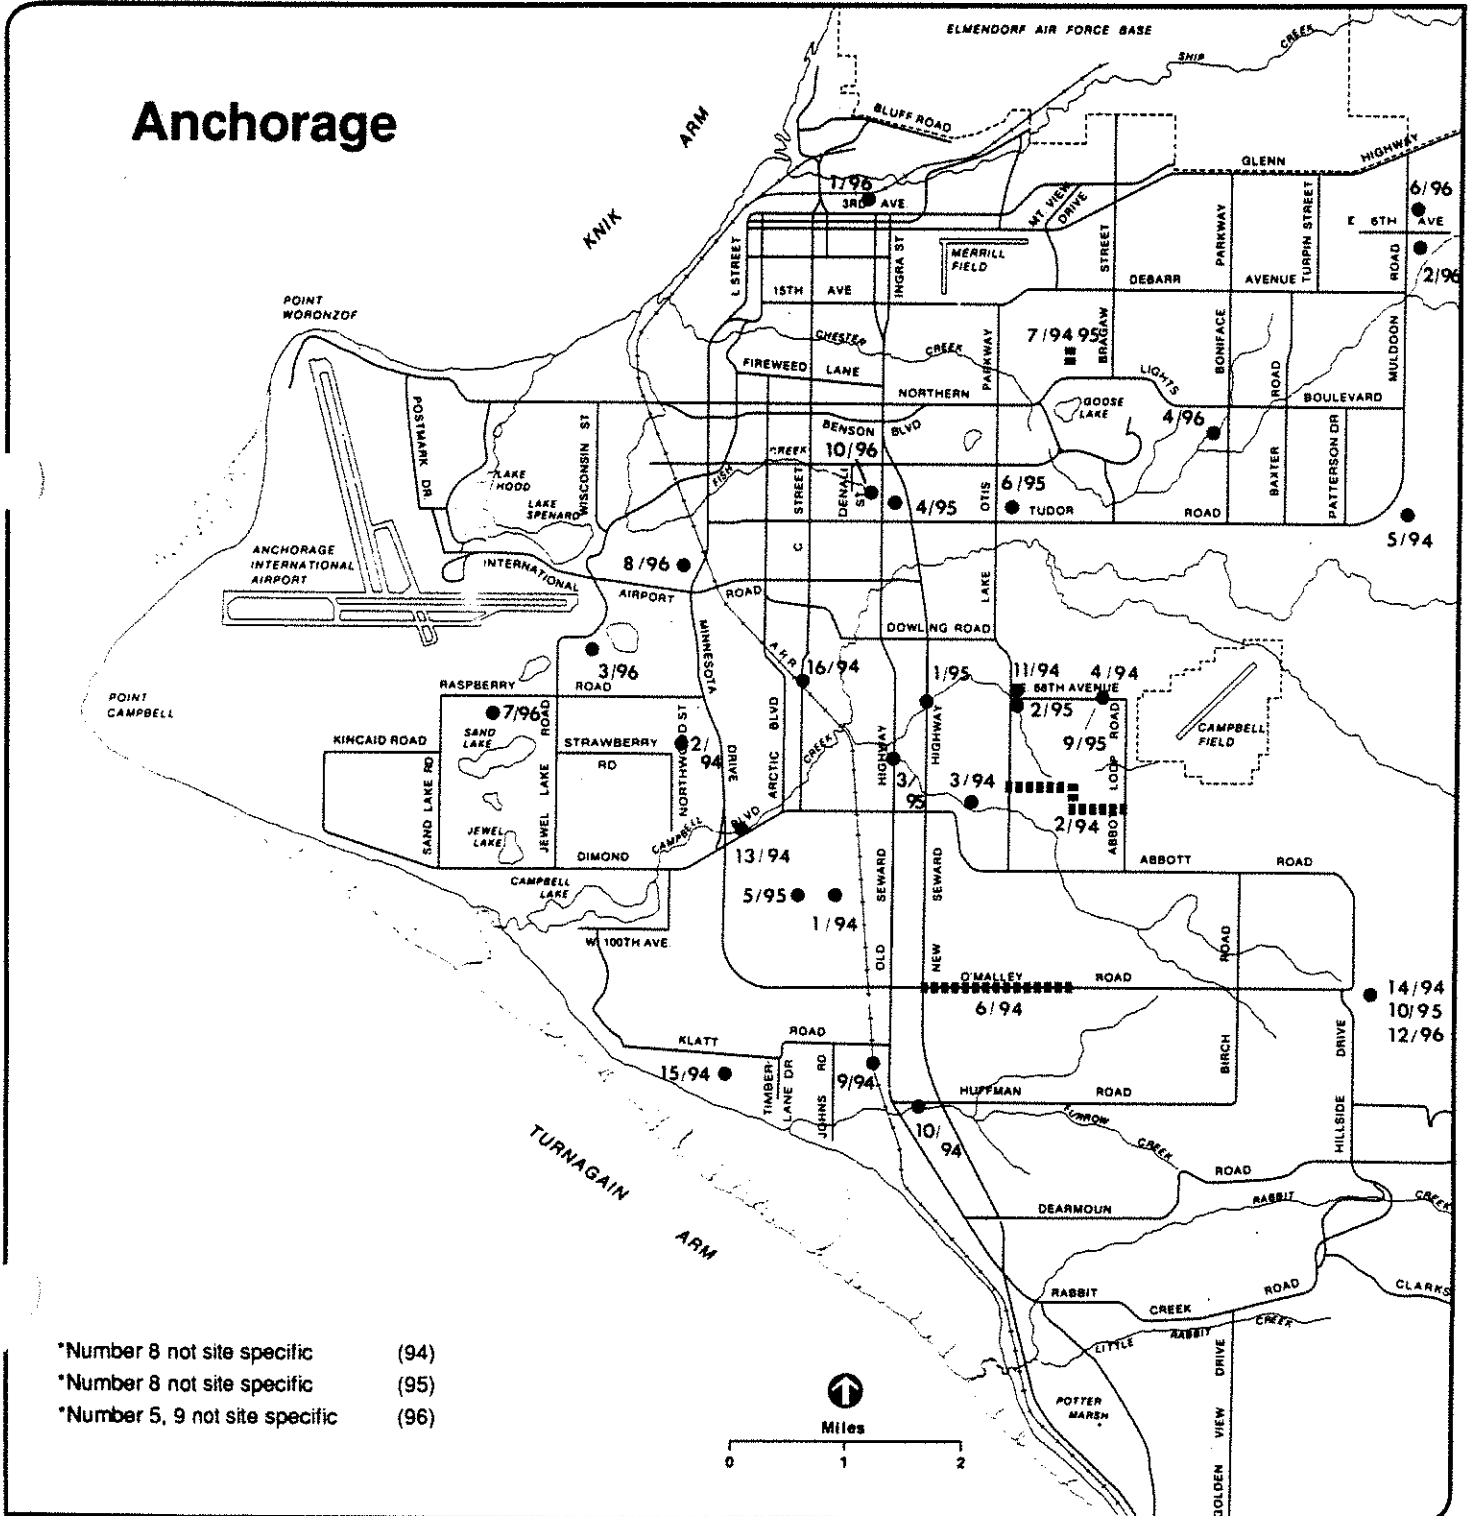 Anchorage
ELMENDORF AIR FORCE BASE
SHIP
CREEK
BLUFF ROAD
KNIK
ARM
GLENN
HIGHWAY
1/96
3RD AVE
MT. VIEW
DRIVE
6/96
E 6TH AVE
2/96
L STREET
INGRA ST
MERRILL
FIELD
STREET
BRAGAW
PARKWAY
BONIFACE
TURPIN STREET
ROAD
MULDOON
DEBARR
AVENUE
15TH AVE
POINT
WORONZOF
CHESTER
CREEK
7/94 95
FIREWEED LANE
PARKWAY
OTIS
LAKE
NORTHERN
LIGHTS
BOULEVARD
GOOSE
LAKE
4/96
ROAD
BAXTER
PATTERSON DR
POSTMARK DR
WISCONSIN ST
BENSON BLVD
10/96
CREEK
FISH
LAKE
HOOD
LAKE
SPENARD
STREET
C
DENALI
ST
4/95
6/95
TUDOR
ROAD
5/94
ANCHORAGE
INTERNATIONAL
AIRPORT
8/96
INTERNATIONAL
AIRPORT
ROAD
DOWLING ROAD
MINNESOTA
DRIVE
ARR
16/94
1/95
11/94
4/94
E. 68TH AVENUE
2/95
9/95
3/96
RASPBERRY
ROAD
POINT
CAMPBELL
7/96
SAND
LAKE
KINCAID ROAD
STRAWBERRY
RD
12/
94
NORTHWOOD ST
ARCTIC BLVD
CREEK
HIGHWAY
HIGHWAY
CAMPBELL
FIELD
ABBOTT LOOP ROAD
3/
95
3/94
2/94
SAND LAKE RD
JEWEL LAKE ROAD
JEWEL
LAKE
DIMOND
BLVD
CAMPBELL
13/94
ABBOTT
ROAD
CAMPBELL
LAKE
5/95
1/94
OLD SEWARD
NEW SEWARD
W. 100TH AVE.
O'MALLEY
ROAD
6/94
14/94
10/95
12/96
BIRCH ROAD
HILLSIDE DRIVE
KLATT
ROAD
15/94
TIMBER-
LANE DR
JOHNS RD
9/94
HUFFMAN
ROAD
10/
94
FURROW
CREEK
TURNAGAIN
ARM
ROAD
DEARMOUN
RABBIT
CREEK
RABBIT
CREEK
ROAD
CLARKS
LITTLE
RABBIT
CREEK
GOLDEN VIEW DRIVE
POTTER
MARSH
*Number 8 not site specific (94)
*Number 8 not site specific (95)
*Number 5, 9 not site specific (96)
Miles
0 1 2